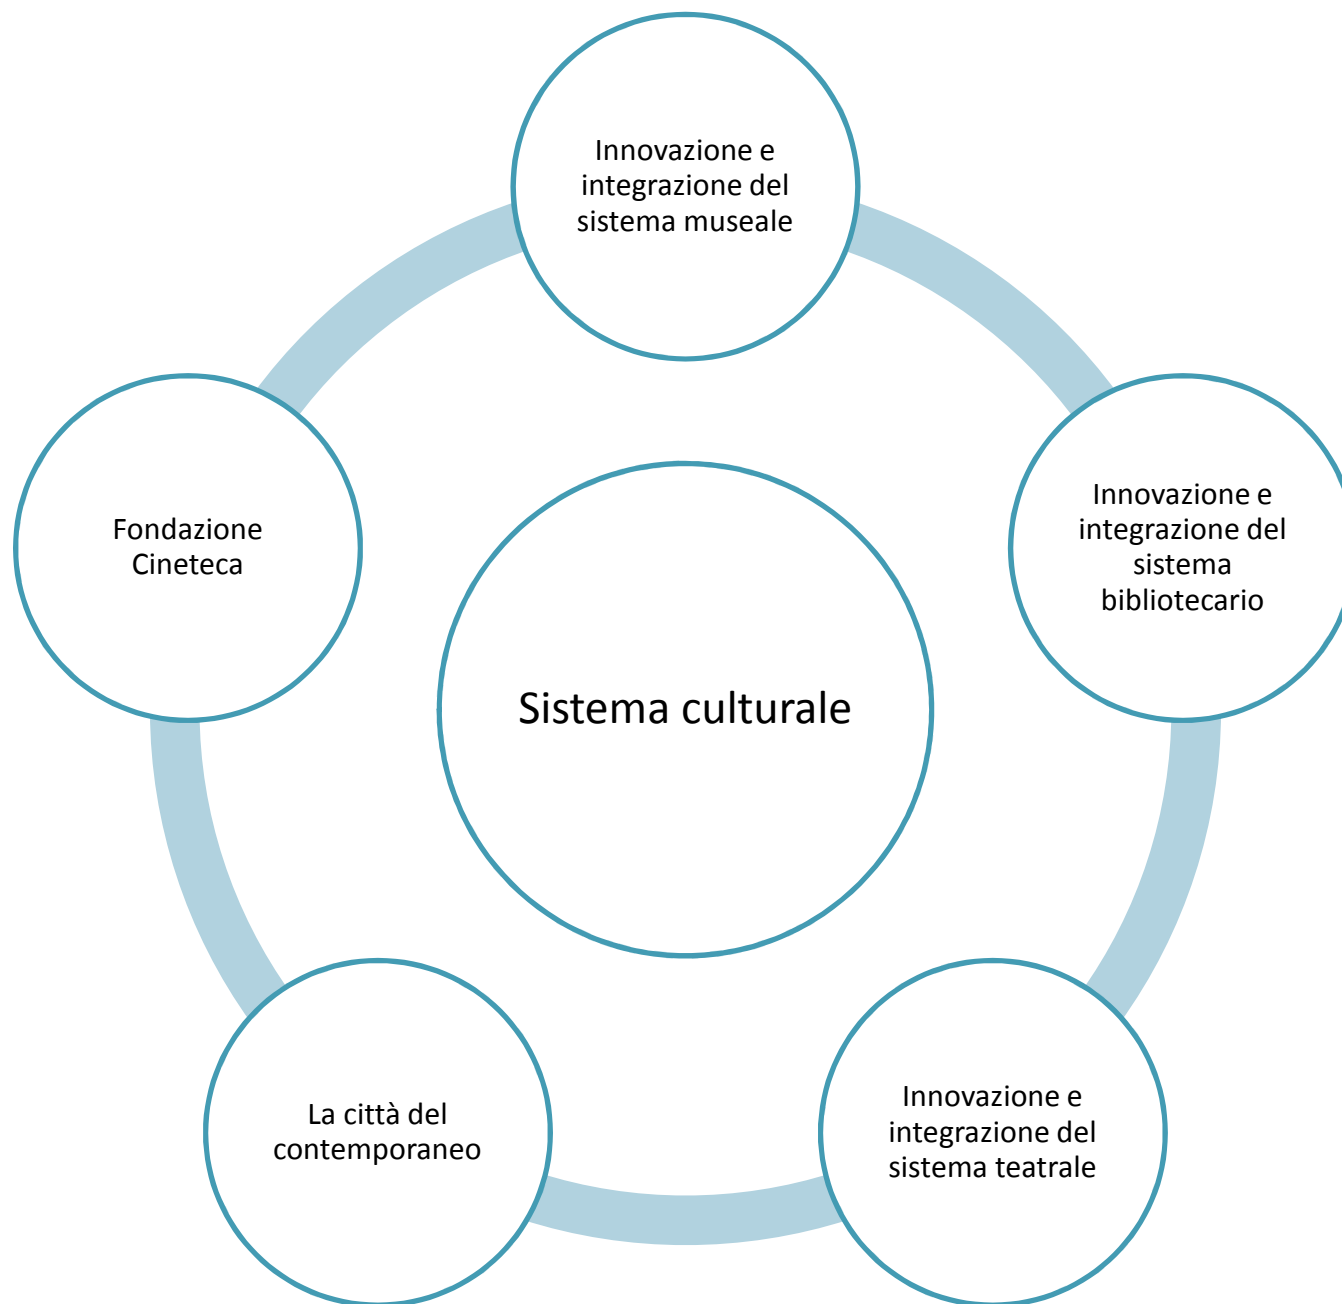 Innovazione e
integrazione del
sistema museale
Innovazione e
integrazione del
sistema
bibliotecario
Fondazione
Cineteca
Sistema culturale
Innovazione e
integrazione del
sistema teatrale
La città del
contemporaneo